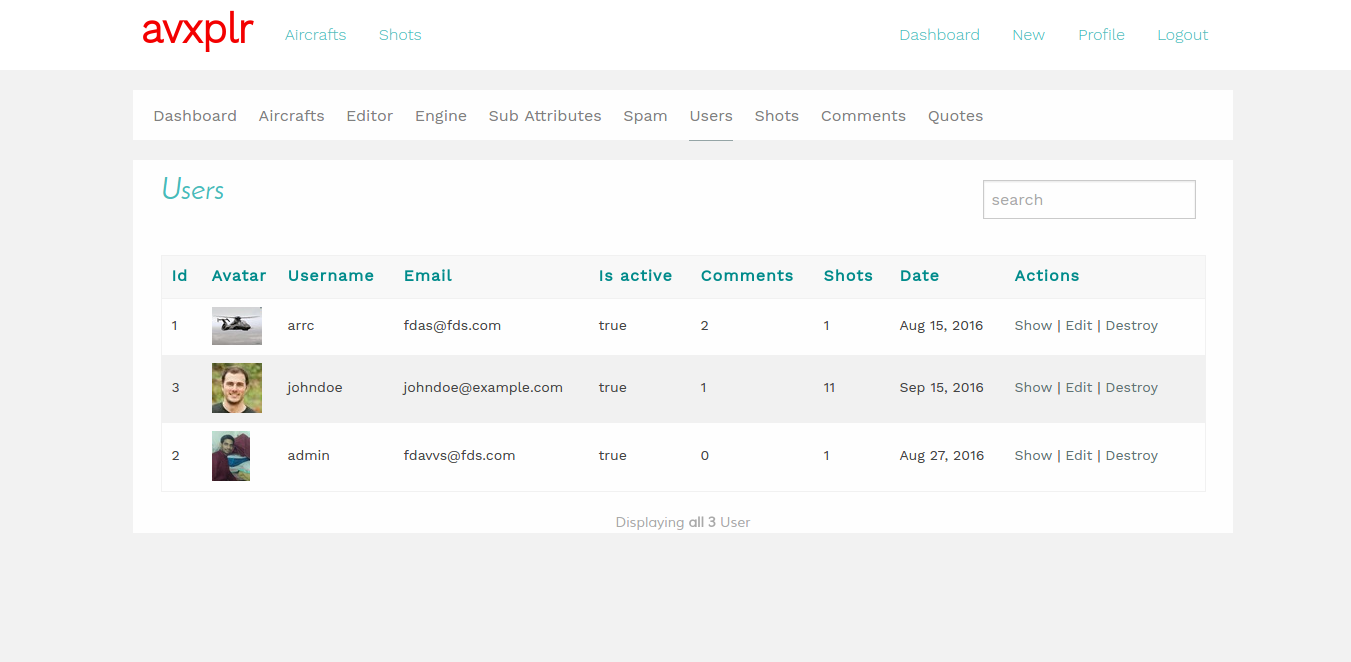 avxplr Aircrafts Shots Dashboard New Profile Logout
Dashboard Aircrafts Editor Engine Sub Attributes Spam Users Shots Comments Quotes
Users
search
Id Avatar Username Email Is active Comments Shots Date Actions
1 arrc fdas@fds.com true 2 1 Aug 15, 2016 Show | Edit | Destroy
3 johndoe johndoe@example.com true 1 11 Sep 15, 2016 Show | Edit | Destroy
2 admin fdavvs@fds.com true 0 1 Aug 27, 2016 Show | Edit | Destroy
Displaying all 3 User